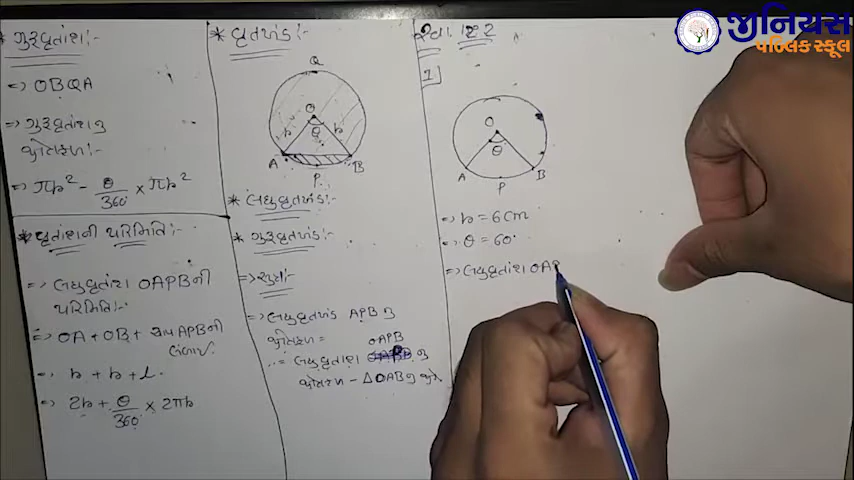 * ગુરુવૃતાંશ :-
⇒ OBQA
⇒ ગુરુવૃતાંશનું
ક્ષેત્રફળ :-
⇒ πr² - θ/360 × πr²
* વૃતાંશની પરિમિતિ :-
⇒ લઘુવૃતાંશ OAPBની
પરિમિતિ
⇒ OA + OB + ચાપ APBની
લંબાઈ
⇒ r + r + l
⇒ 2r + θ/360 × 2πr
* વૃતખંડ :-
Q
O
r θ r
A B
P
* લઘુવૃતખંડ :-
* ગુરુવૃતખંડ :-
⇒ સૂત્ર :-
⇒ લઘુવૃતખંડ APB નું
ક્ષેત્રફળ =
OAPB
= લઘુવૃતાંશ નું
ક્ષેત્રફળ - Δ OAB નું ક્ષે
સ્વા. 12.2
1
O
θ
A B
P
⇒ r = 6 cm
⇒ θ = 60°
⇒ લઘુવૃતાંશ OAP
જીનિયસ
પબ્લિક સ્કૂલ